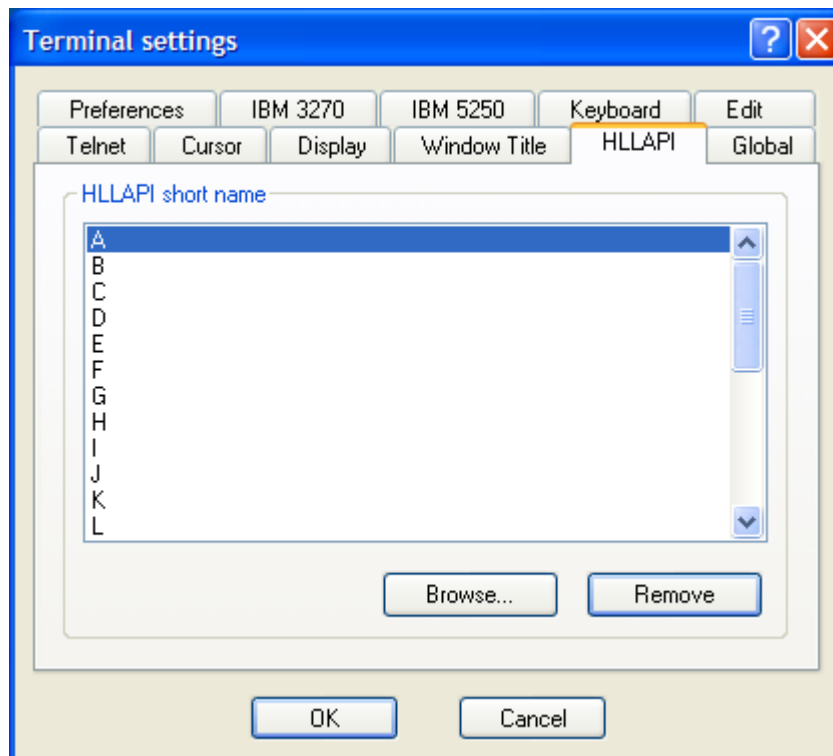 Terminal settings
Preferences IBM 3270 IBM 5250 Keyboard Edit
Telnet Cursor Display Window Title HLLAPI Global
HLLAPI short name
A
B
C
D
E
F
G
H
I
J
K
L
Browse... Remove
OK Cancel